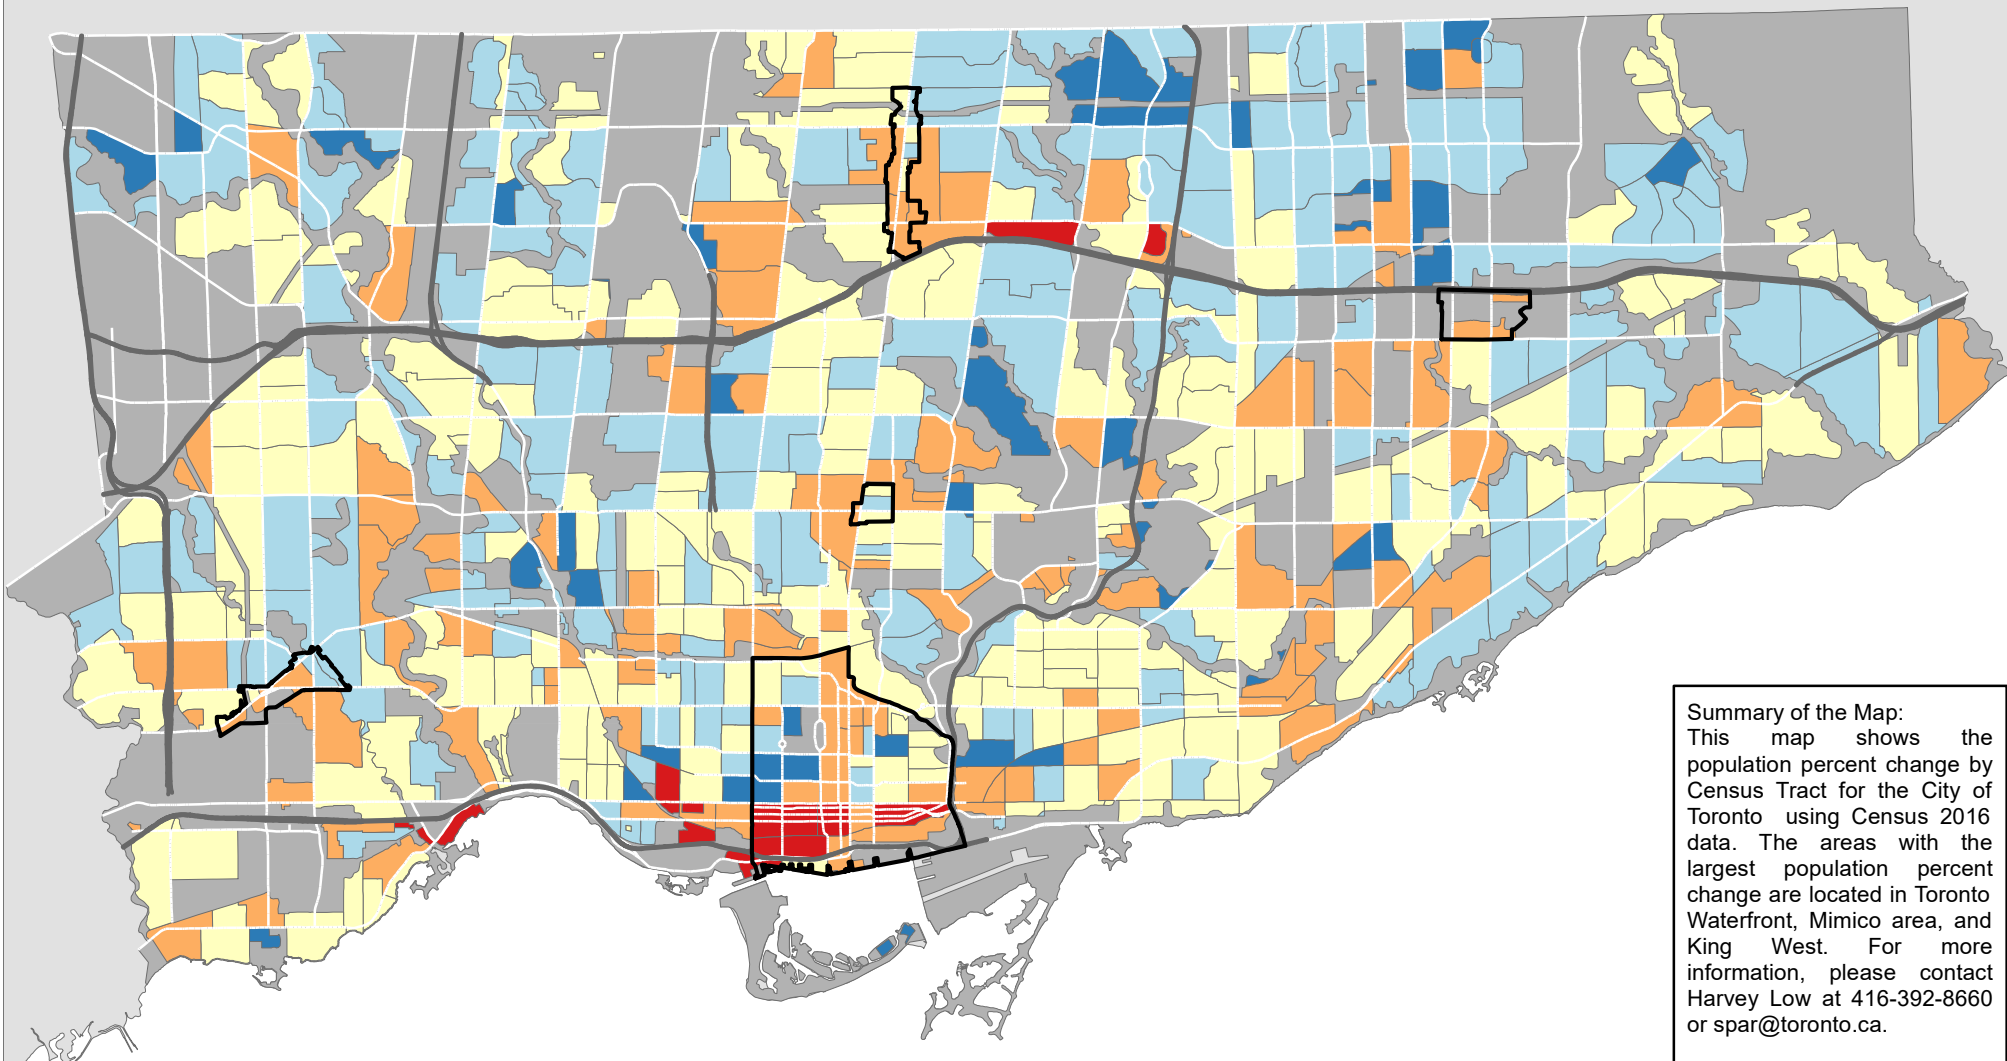 Summary of the Map:
This map shows the
population percent change by
Census Tract for the City of
Toronto using Census 2016
data. The areas with the
largest population percent
change are located in Toronto
Waterfront, Mimico area, and
King West. For more
information, please contact
Harvey Low at 416-392-8660
or spar@toronto.ca.